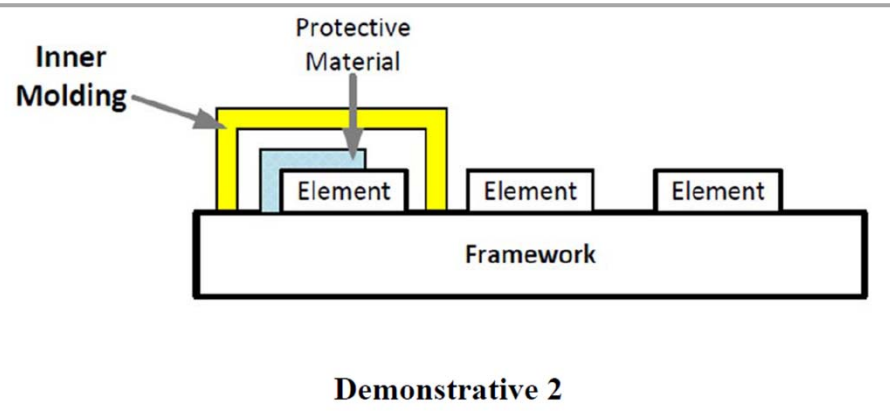 Protective
Material
Inner
Molding
Element
Element
Element
Framework
Demonstrative 2